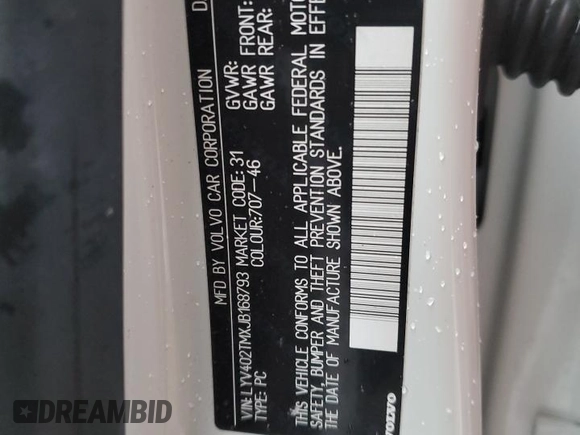 MFD BY VOLVO CAR CORPORATION
GVWR:
GAWR FRONT:
GAWR REAR:
VIN: LYV402TMXJB168793 MARKET CODE: 31
TYPE: PC COLOUR: 707-46
THIS VEHICLE CONFORMS TO ALL APPLICABLE FEDERAL MOTO
SAFETY, BUMPER AND THEFT PREVENTION STANDARDS IN EFFE
THE DATE OF MANUFACTURE SHOWN ABOVE.
VOLVO
DREAMBID